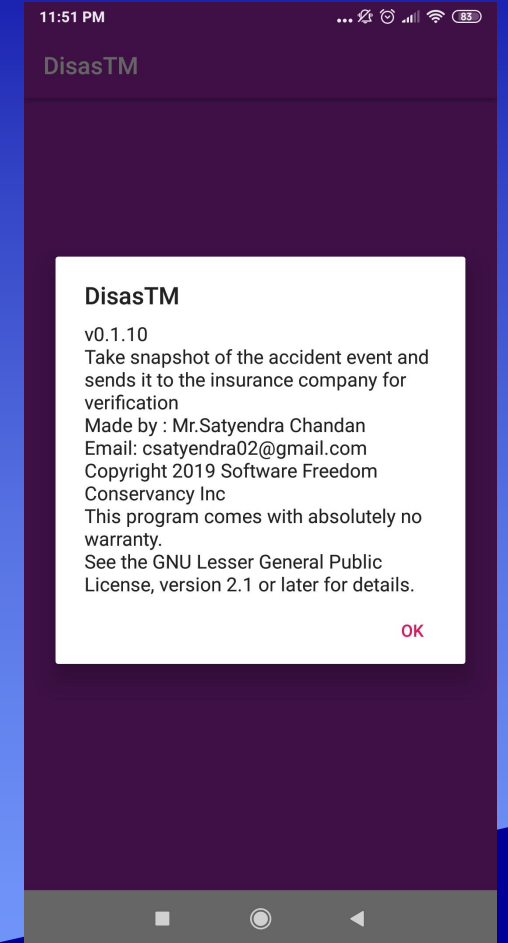 11:51 PM
83
DisasTM
DisasTM
v0.1.10
Take snapshot of the accident event and
sends it to the insurance company for
verification
Made by : Mr.Satyendra Chandan
Email: csatyendra02@gmail.com
Copyright 2019 Software Freedom
Conservancy Inc
This program comes with absolutely no
warranty.
See the GNU Lesser General Public
License, version 2.1 or later for details.
OK